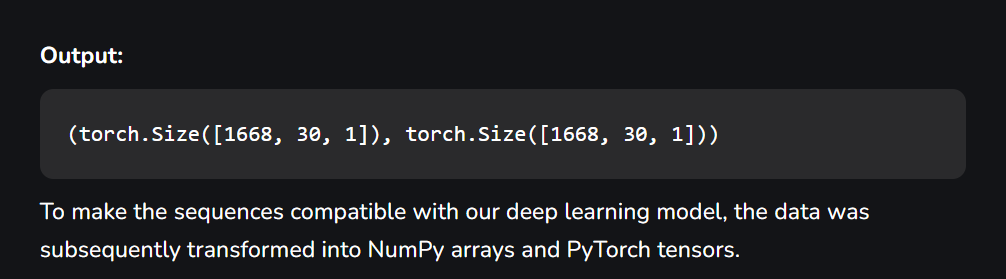 Output:
(torch.Size([1668, 30, 1]), torch.Size([1668, 30, 1]))
To make the sequences compatible with our deep learning model, the data was
subsequently transformed into NumPy arrays and PyTorch tensors.